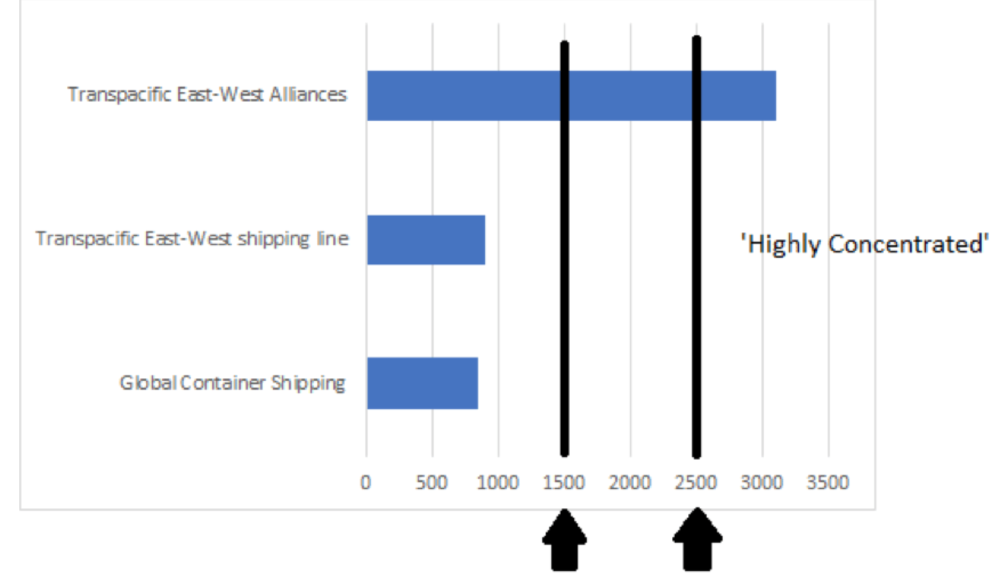 Transpacific East-West Alliances
Transpacific East-West shipping line
'Highly Concentrated'
Global Container Shipping
0 500 1000 1500 2000 2500 3000 3500